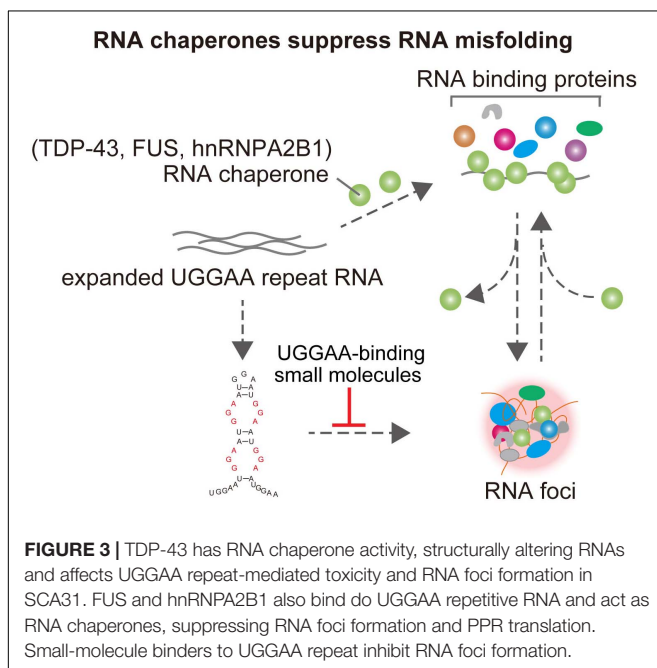 RNA chaperones suppress RNA misfolding
RNA binding proteins
(TDP-43, FUS, hnRNPA2B1)
RNA chaperone
expanded UGGAA repeat RNA
UGGAA-binding
small molecules
RNA foci
UGGAA
UGGAA
FIGURE 3 | TDP-43 has RNA chaperone activity, structurally altering RNAs
and affects UGGAA repeat-mediated toxicity and RNA foci formation in
SCA31. FUS and hnRNPA2B1 also bind do UGGAA repetitive RNA and act as
RNA chaperones, suppressing RNA foci formation and PPR translation.
Small-molecule binders to UGGAA repeat inhibit RNA foci formation.